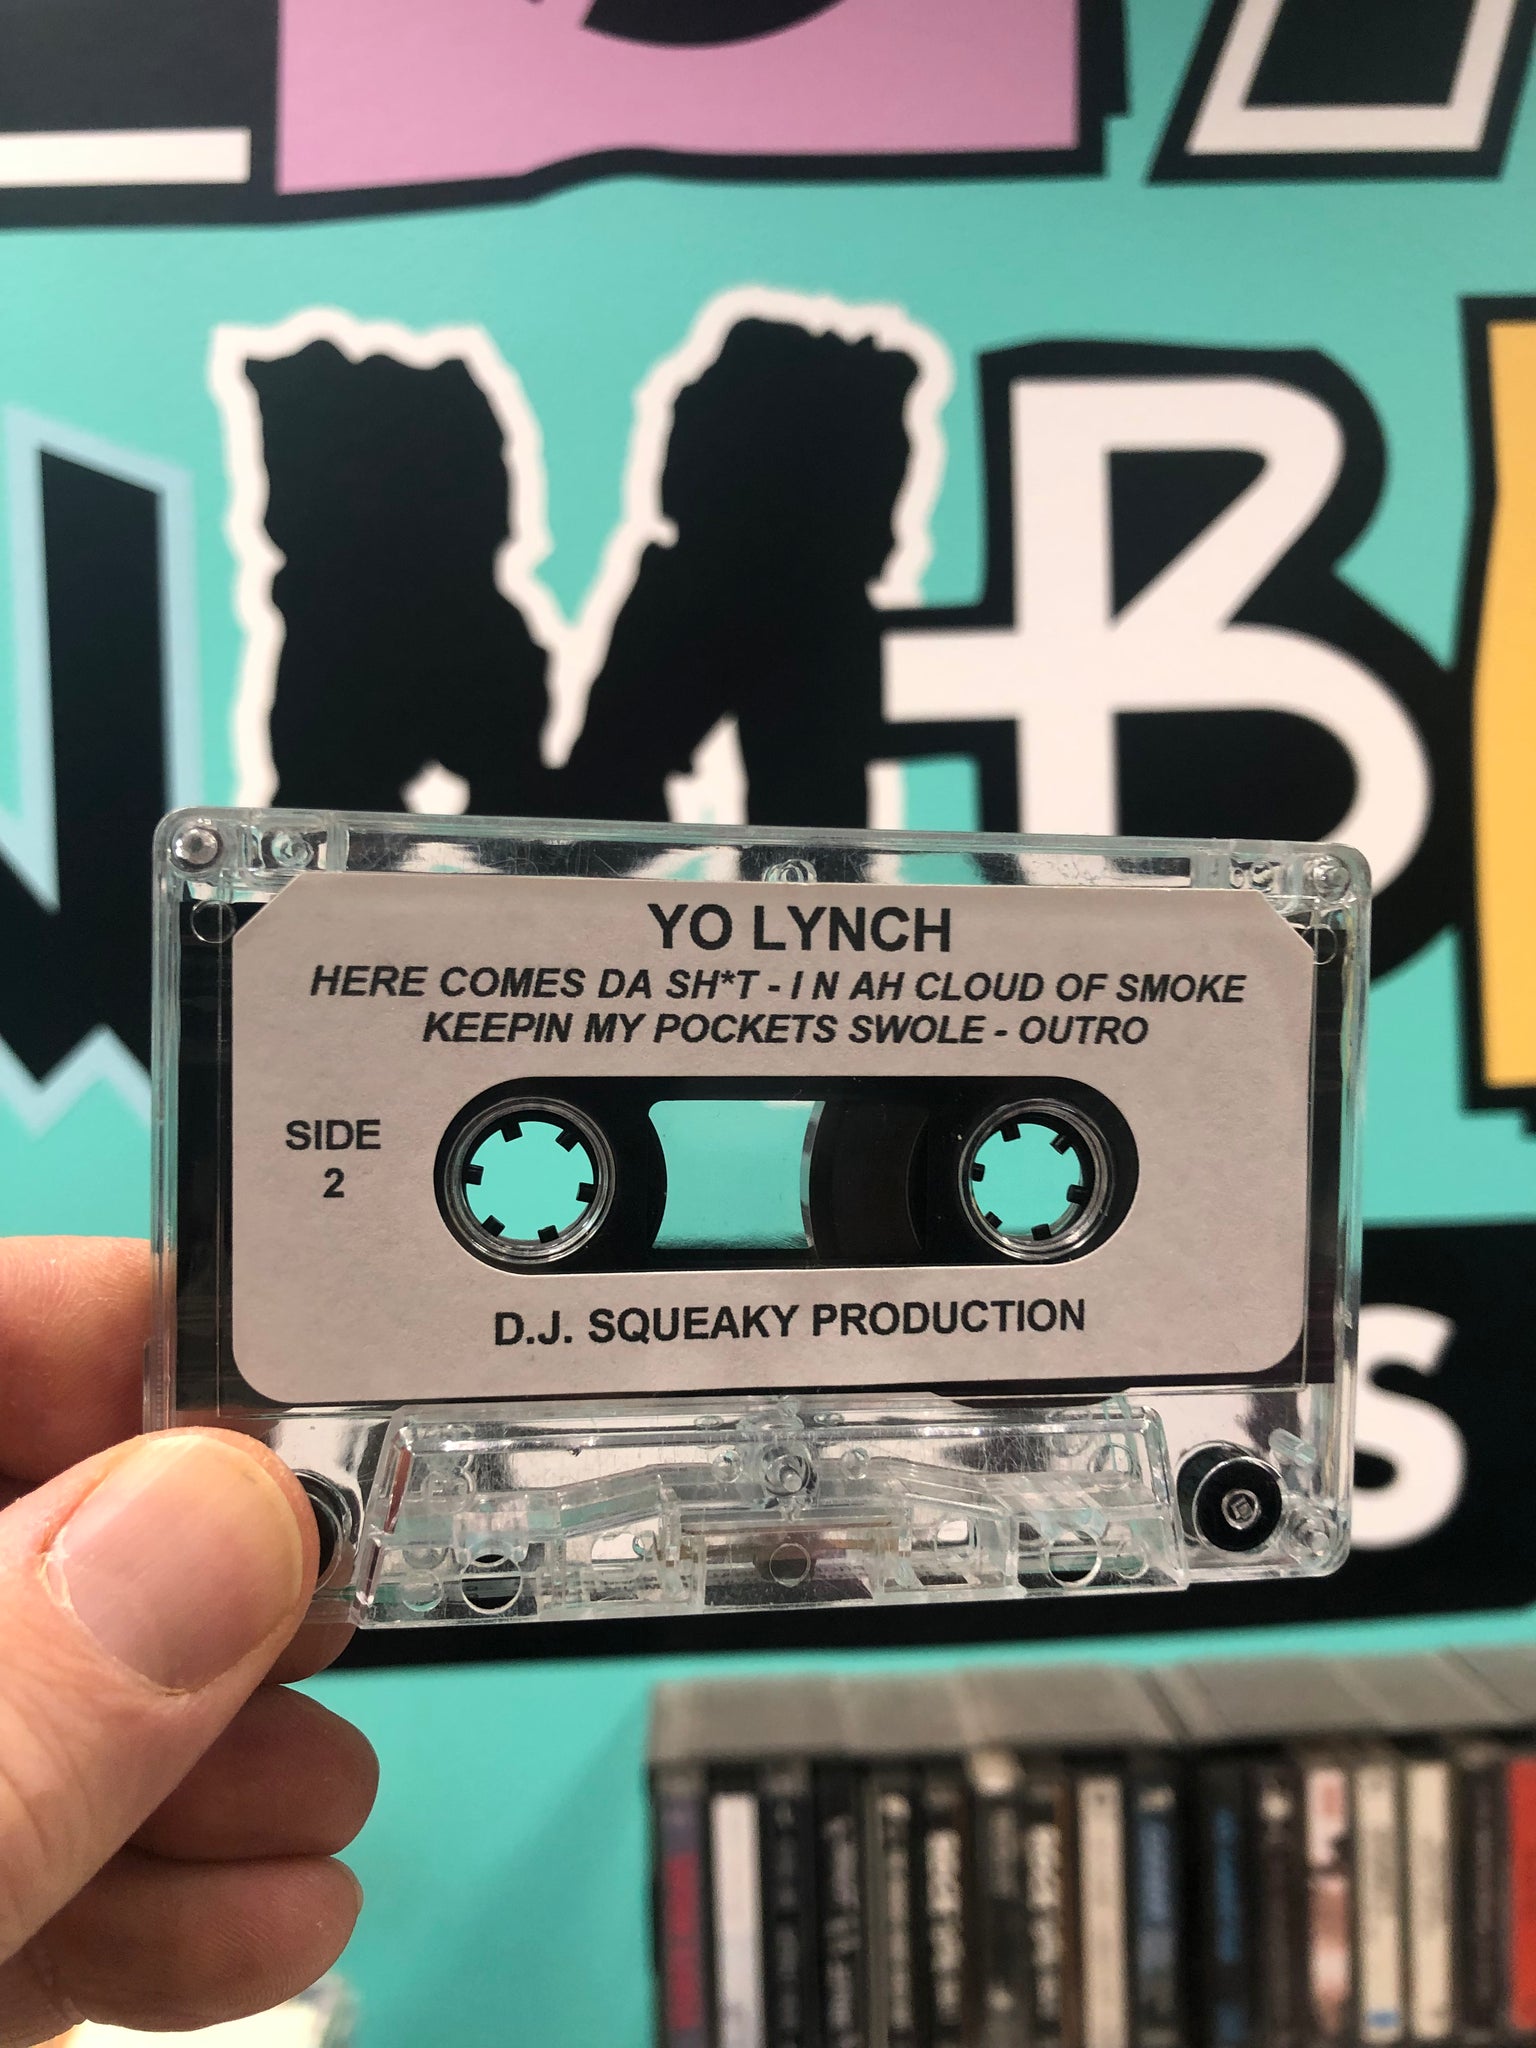 MB
S
YO LYNCH
HERE COMES DA SH*T - I N AH CLOUD OF SMOKE
KEEPIN MY POCKETS SWOLE - OUTRO
SIDE
2
D.J. SQUEAKY PRODUCTION